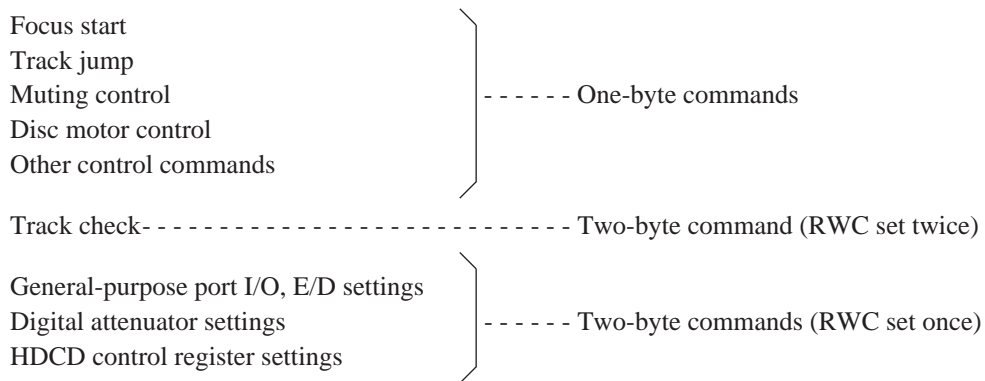 Focus start
Track jump
Muting control
- - - - - - One-byte commands
Disc motor control
Other control commands
Track check- - - - - - - - - - - - - - - - - - - - - - - - - - - - Two-byte command (RWC set twice)
General-purpose port I/O, E/D settings
Digital attenuator settings
- - - - - - Two-byte commands (RWC set once)
HDCD control register settings